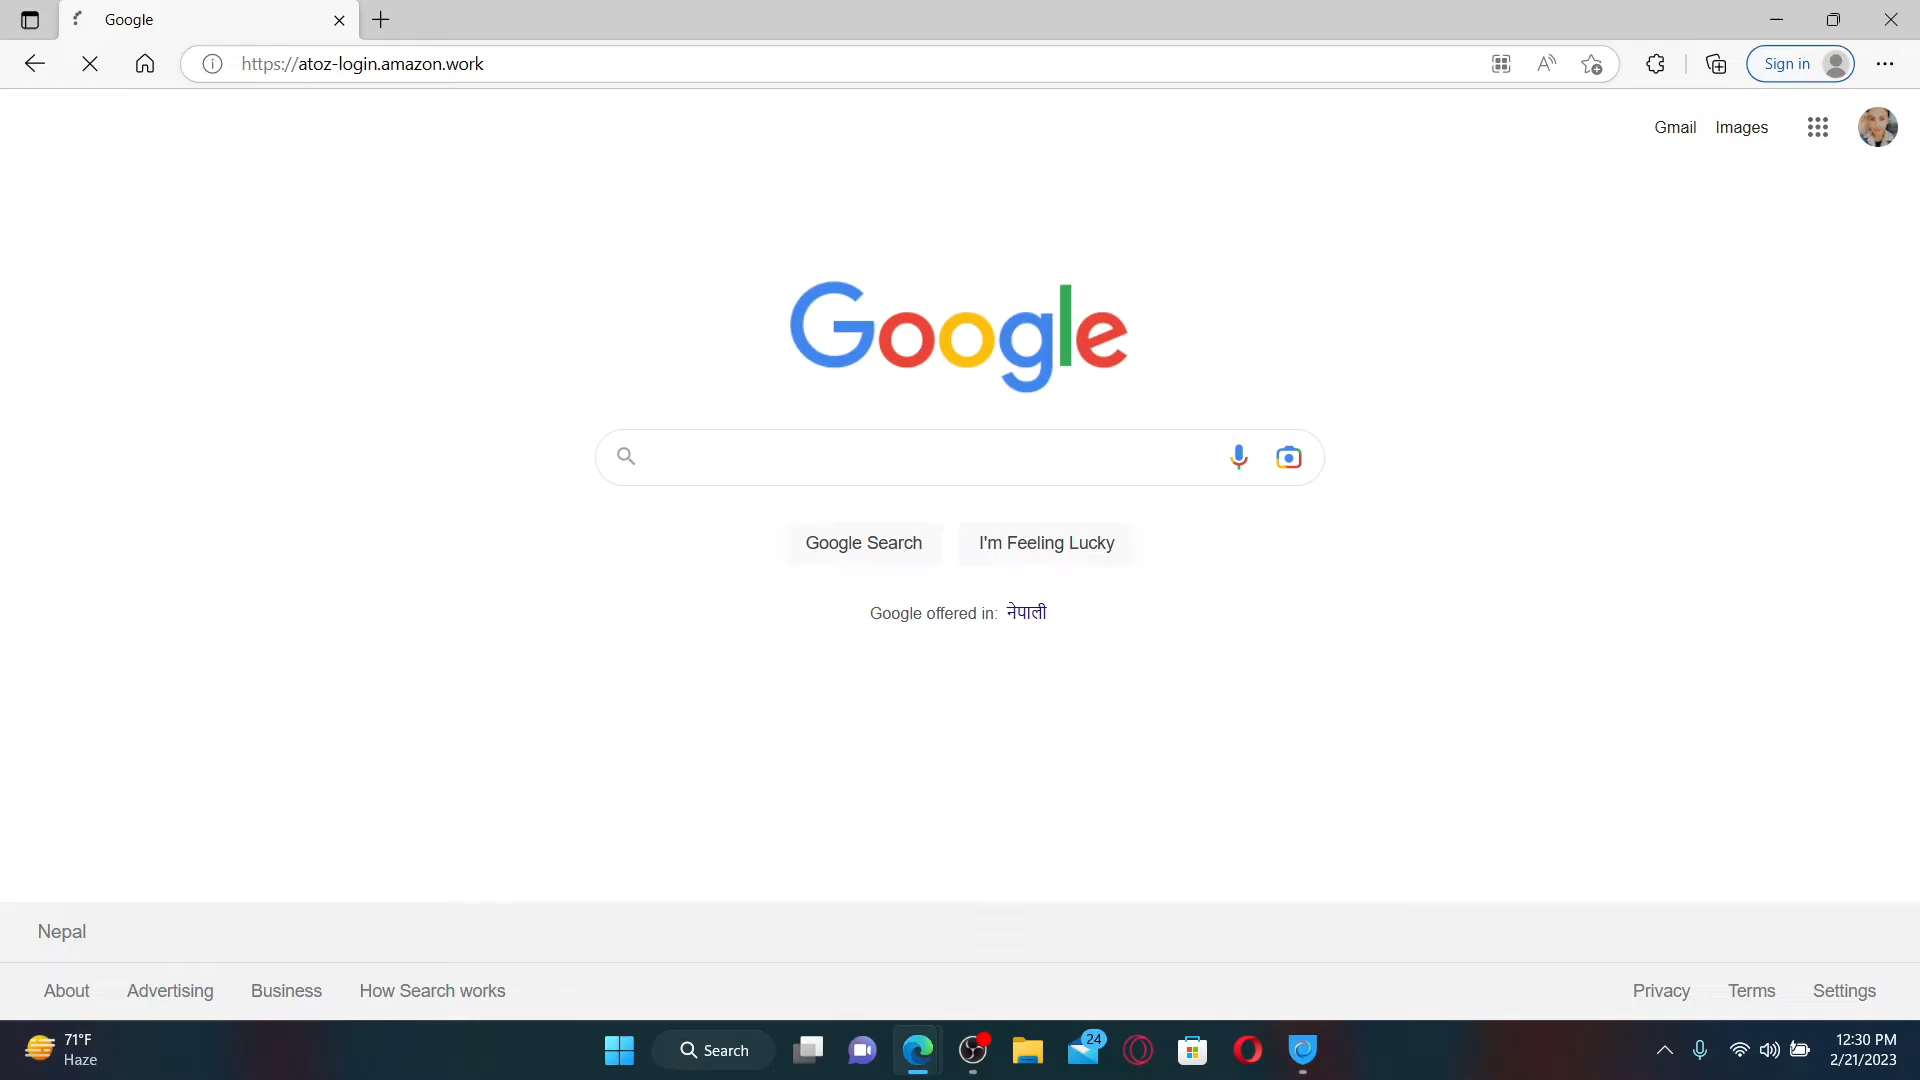 Google
https://atoz-login.amazon.work
Sign in
Gmail Images
Google
Google Search I'm Feeling Lucky
Google offered in: नेपाली
Nepal
About Advertising Business How Search works Privacy Terms Settings
71°F
Haze
Search
24
12:30 PM
2/21/2023